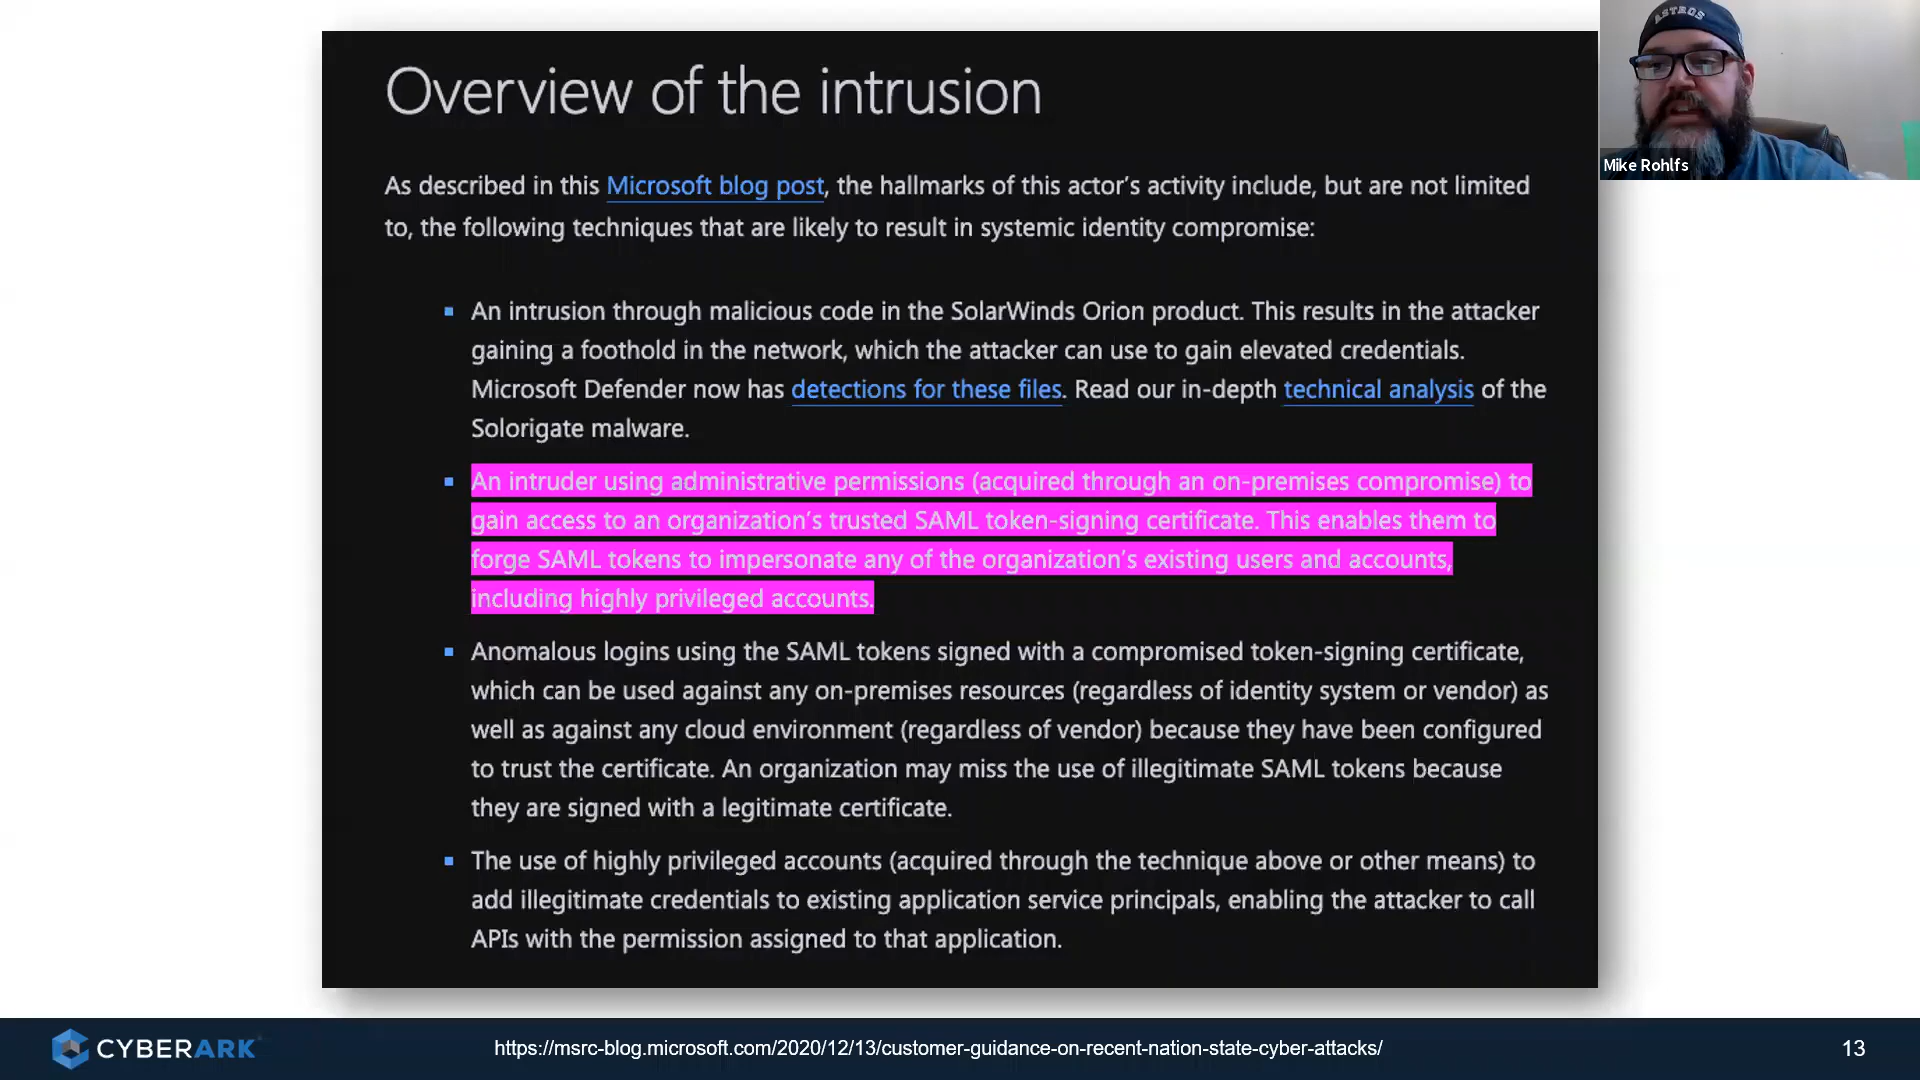 ASTROS
Mike Rohlfs
Overview of the intrusion
As described in this Microsoft blog post, the hallmarks of this actor’s activity include, but are not limited
to, the following techniques that are likely to result in systemic identity compromise:
▪ An intrusion through malicious code in the SolarWinds Orion product. This results in the attacker
gaining a foothold in the network, which the attacker can use to gain elevated credentials.
Microsoft Defender now has detections for these files. Read our in-depth technical analysis of the
Solorigate malware.
▪ An intruder using administrative permissions (acquired through an on-premises compromise) to
gain access to an organization’s trusted SAML token-signing certificate. This enables them to
forge SAML tokens to impersonate any of the organization’s existing users and accounts,
including highly privileged accounts.
▪ Anomalous logins using the SAML tokens signed with a compromised token-signing certificate,
which can be used against any on-premises resources (regardless of identity system or vendor) as
well as against any cloud environment (regardless of vendor) because they have been configured
to trust the certificate. An organization may miss the use of illegitimate SAML tokens because
they are signed with a legitimate certificate.
▪ The use of highly privileged accounts (acquired through the technique above or other means) to
add illegitimate credentials to existing application service principals, enabling the attacker to call
APIs with the permission assigned to that application.
CYBERARK
https://msrc-blog.microsoft.com/2020/12/13/customer-guidance-on-recent-nation-state-cyber-attacks/
13